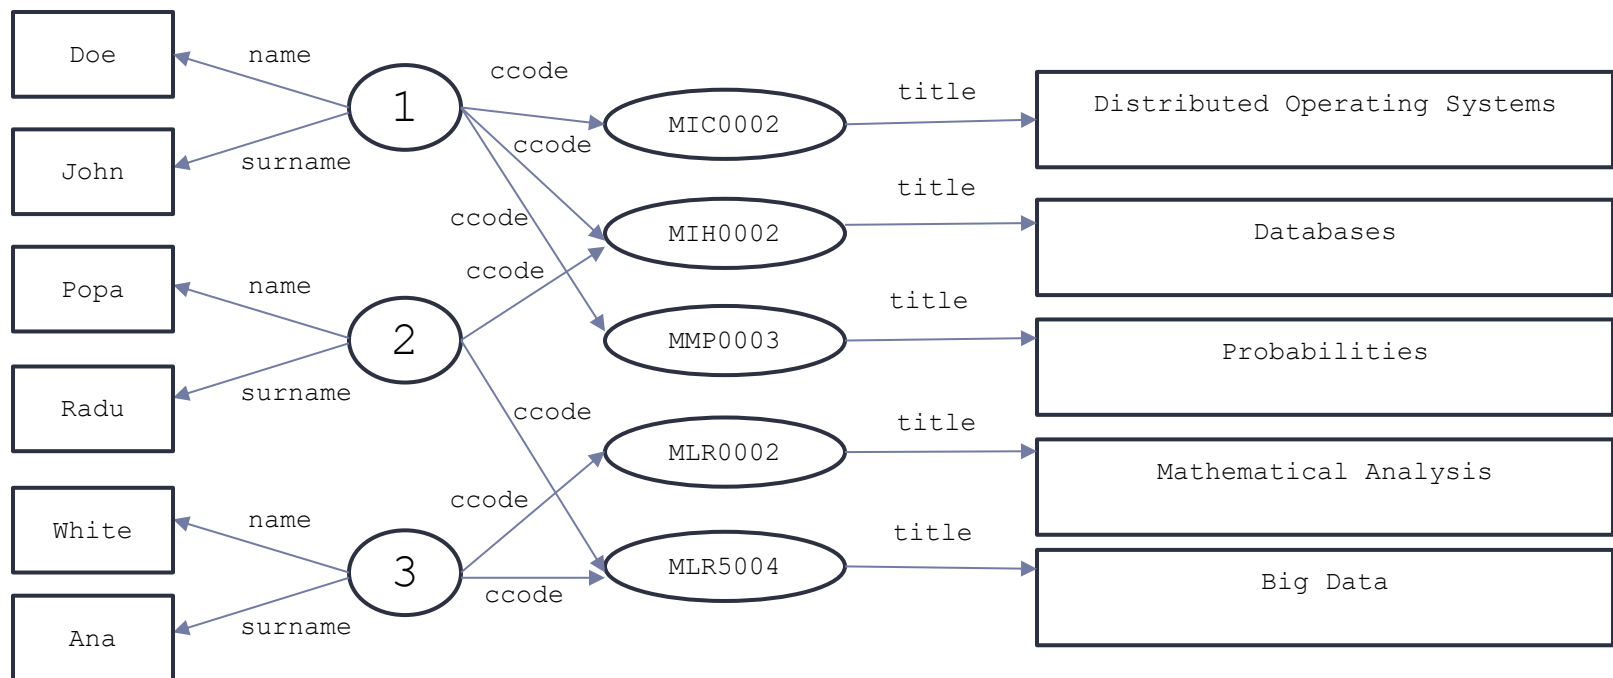 Doe
name
1
ccode
MIC0002
title
Distributed Operating Systems
ccode
John
surname
ccode
MIH0002
title
Databases
Popa
name
2
ccode
MMP0003
title
Probabilities
Radu
surname
ccode
MLR0002
title
Mathematical Analysis
White
name
3
ccode
MLR5004
title
Big Data
ccode
Ana
surname